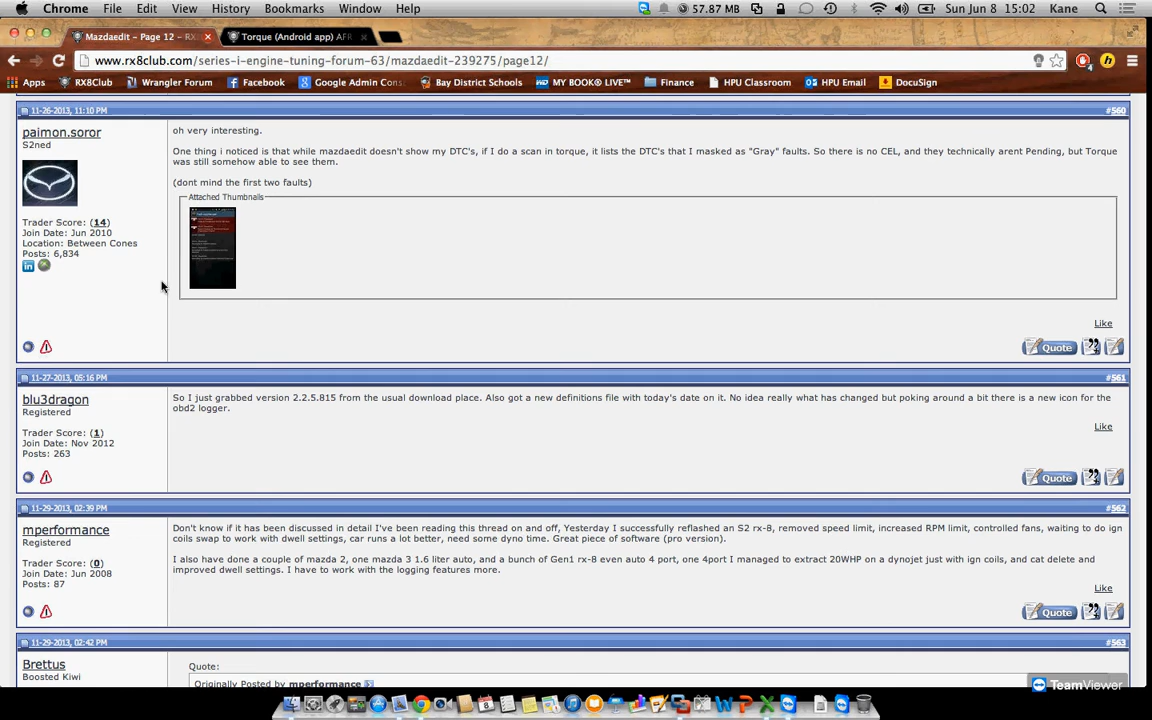 Chrome File Edit View History Bookmarks Window Help 57.87 MB Sun Jun 8 15:02 Kane
Mazdaedit - Page 12 - RX8 Torque (Android app) AFR
www.rx8club.com/series-i-engine-tuning-forum-63/mazdaedit-239275/page12/
Apps RX8Club Wrangler Forum Facebook Google Admin Cons Bay District Schools WD MY BOOK® LIVE™ Finance HPU Classroom HPU Email DocuSign
11-26-2013, 11:10 PM #560
paimon.soror
S2ned
Trader Score: (14)
Join Date: Jun 2010
Location: Between Cones
Posts: 6,834
oh very interesting.
One thing i noticed is that while mazdaedit doesn't show my DTC's, if I do a scan in torque, it lists the DTC's that I masked as "Gray" faults. So there is no CEL, and they technically arent Pending, but Torque
was still somehow able to see them.
(dont mind the first two faults)
Attached Thumbnails
Like
Quote
11-27-2013, 05:16 PM #561
blu3dragon
Registered
Trader Score: (1)
Join Date: Nov 2012
Posts: 263
So I just grabbed version 2.2.5.815 from the usual download place. Also got a new definitions file with today's date on it. No idea really what has changed but poking around a bit there is a new icon for the
obd2 logger.
Like
Quote
11-29-2013, 02:39 PM #562
mperformance
Registered
Trader Score: (0)
Join Date: Jun 2008
Posts: 87
Don't know if it has been discussed in detail I've been reading this thread on and off, Yesterday I successfully reflashed an S2 rx-8, removed speed limit, increased RPM limit, controlled fans, waiting to do ign
coils swap to work with dwell settings, car runs a lot better, need some dyno time. Great piece of software (pro version).
I also have done a couple of mazda 2, one mazda 3 1.6 liter auto, and a bunch of Gen1 rx-8 even auto 4 port, one 4port I managed to extract 20WHP on a dynojet just with ign coils, and cat delete and
improved dwell settings. I have to work with the logging features more.
Like
Quote
11-29-2013, 02:42 PM #563
Brettus
Boosted Kiwi
Quote:
Originally Posted by mperformance
TeamViewer